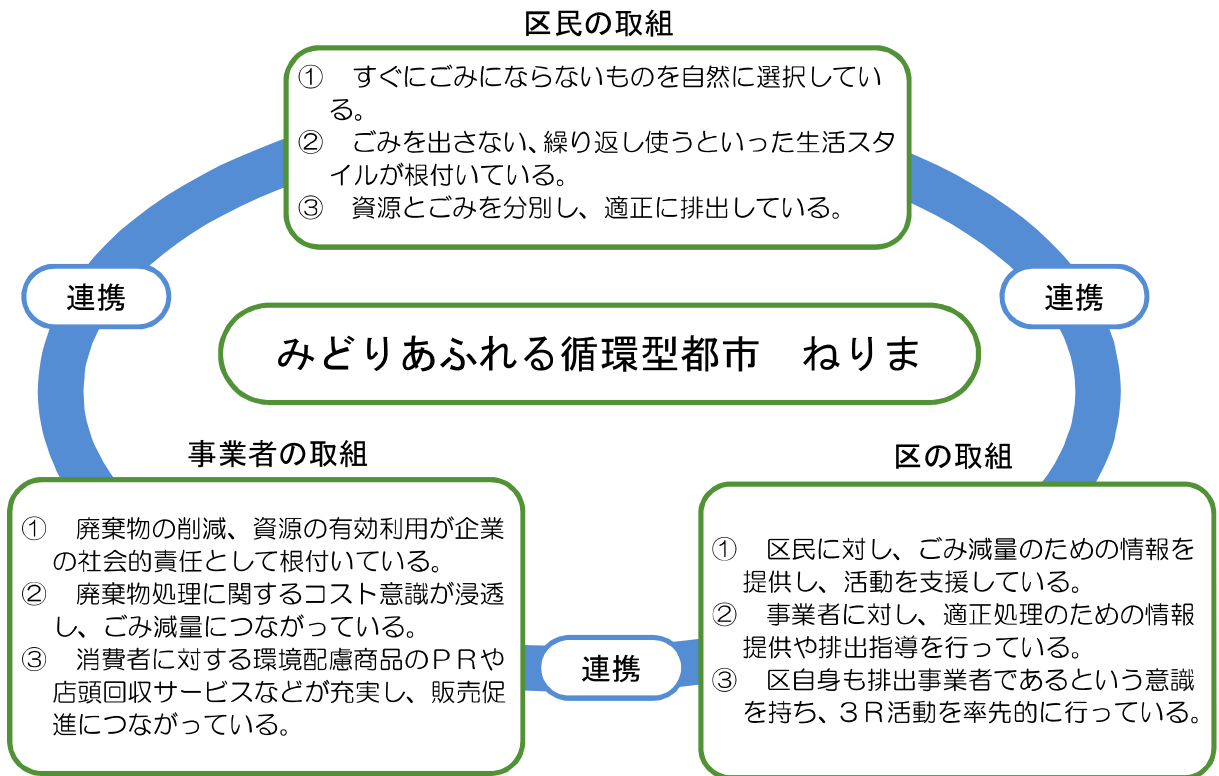 区民の取組
① すぐにごみにならないものを自然に選択してい
る。
② ごみを出さない、繰り返し使うといった生活スタ
イルが根付いている。
③ 資源とごみを分別し、適正に排出している。
連携
連携
みどりあふれる循環型都市 ねりま
事業者の取組
① 廃棄物の削減、資源の有効利用が企業
の社会的責任として根付いている。
② 廃棄物処理に関するコスト意識が浸透
し、ごみ減量につながっている。
③ 消費者に対する環境配慮商品のPRや
店頭回収サービスなどが充実し、販売促
進につながっている。
連携
区の取組
① 区民に対し、ごみ減量のための情報を
提供し、活動を支援している。
② 事業者に対し、適正処理のための情報
提供や排出指導を行っている。
③ 区自身も排出事業者であるという意識
を持ち、3R活動を率先的に行っている。